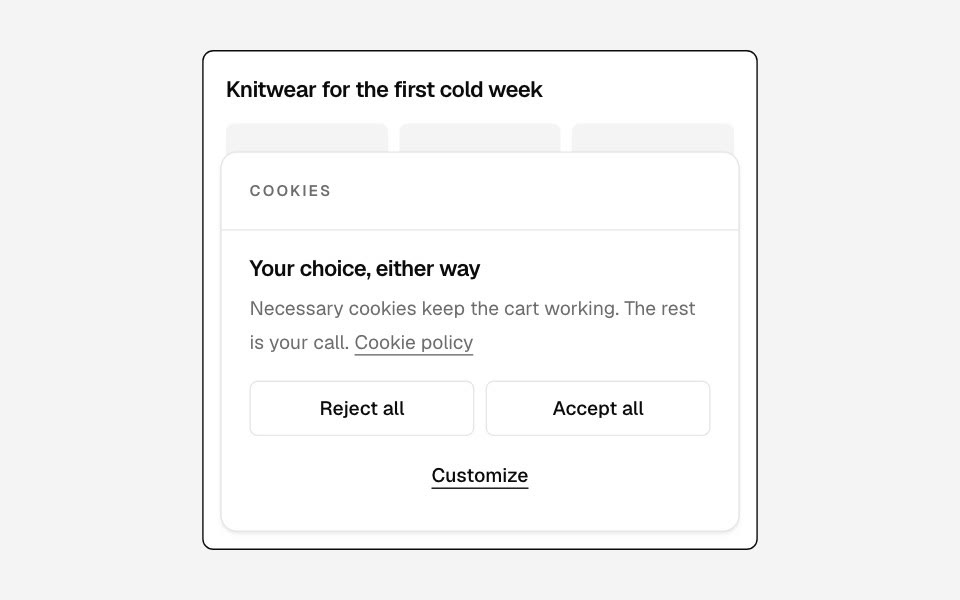 Knitwear for the first cold week
COOKIES
Your choice, either way
Necessary cookies keep the cart working. The rest
is your call. Cookie policy
Reject all
Accept all
Customize